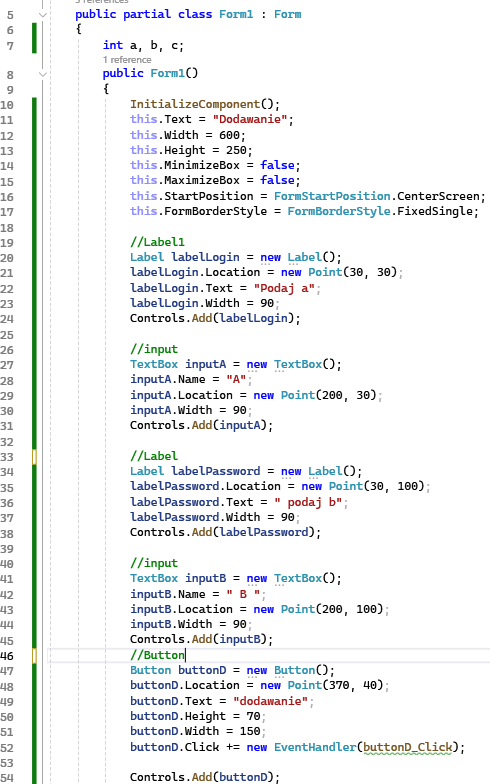 5 references
5 public partial class Form1 : Form
6 {
7 int a, b, c;
1 reference
8 public Form1()
9 {
10 InitializeComponent();
11 this.Text = "Dodawanie";
12 this.Width = 600;
13 this.Height = 250;
14 this.MinimizeBox = false;
15 this.MaximizeBox = false;
16 this.StartPosition = FormStartPosition.CenterScreen;
17 this.FormBorderStyle = FormBorderStyle.FixedSingle;
18
19 //Label1
20 Label labelLogin = new Label();
21 labelLogin.Location = new Point(30, 30);
22 labelLogin.Text = "Podaj a";
23 labelLogin.Width = 90;
24 Controls.Add(labelLogin);
25
26 //input
27 TextBox inputA = new TextBox();
28 inputA.Name = "A";
29 inputA.Location = new Point(200, 30);
30 inputA.Width = 90;
31 Controls.Add(inputA);
32
33 //Label
34 Label labelPassword = new Label();
35 labelPassword.Location = new Point(30, 100);
36 labelPassword.Text = " podaj b";
37 labelPassword.Width = 90;
38 Controls.Add(labelPassword);
39
40 //input
41 TextBox inputB = new TextBox();
42 inputB.Name = " B ";
43 inputB.Location = new Point(200, 100);
44 inputB.Width = 90;
45 Controls.Add(inputB);
46 //Button
47 Button buttonD = new Button();
48 buttonD.Location = new Point(370, 40);
49 buttonD.Text = "dodawanie";
50 buttonD.Height = 70;
51 buttonD.Width = 150;
52 buttonD.Click += new EventHandler(buttonD_Click);
53
54 Controls.Add(buttonD);